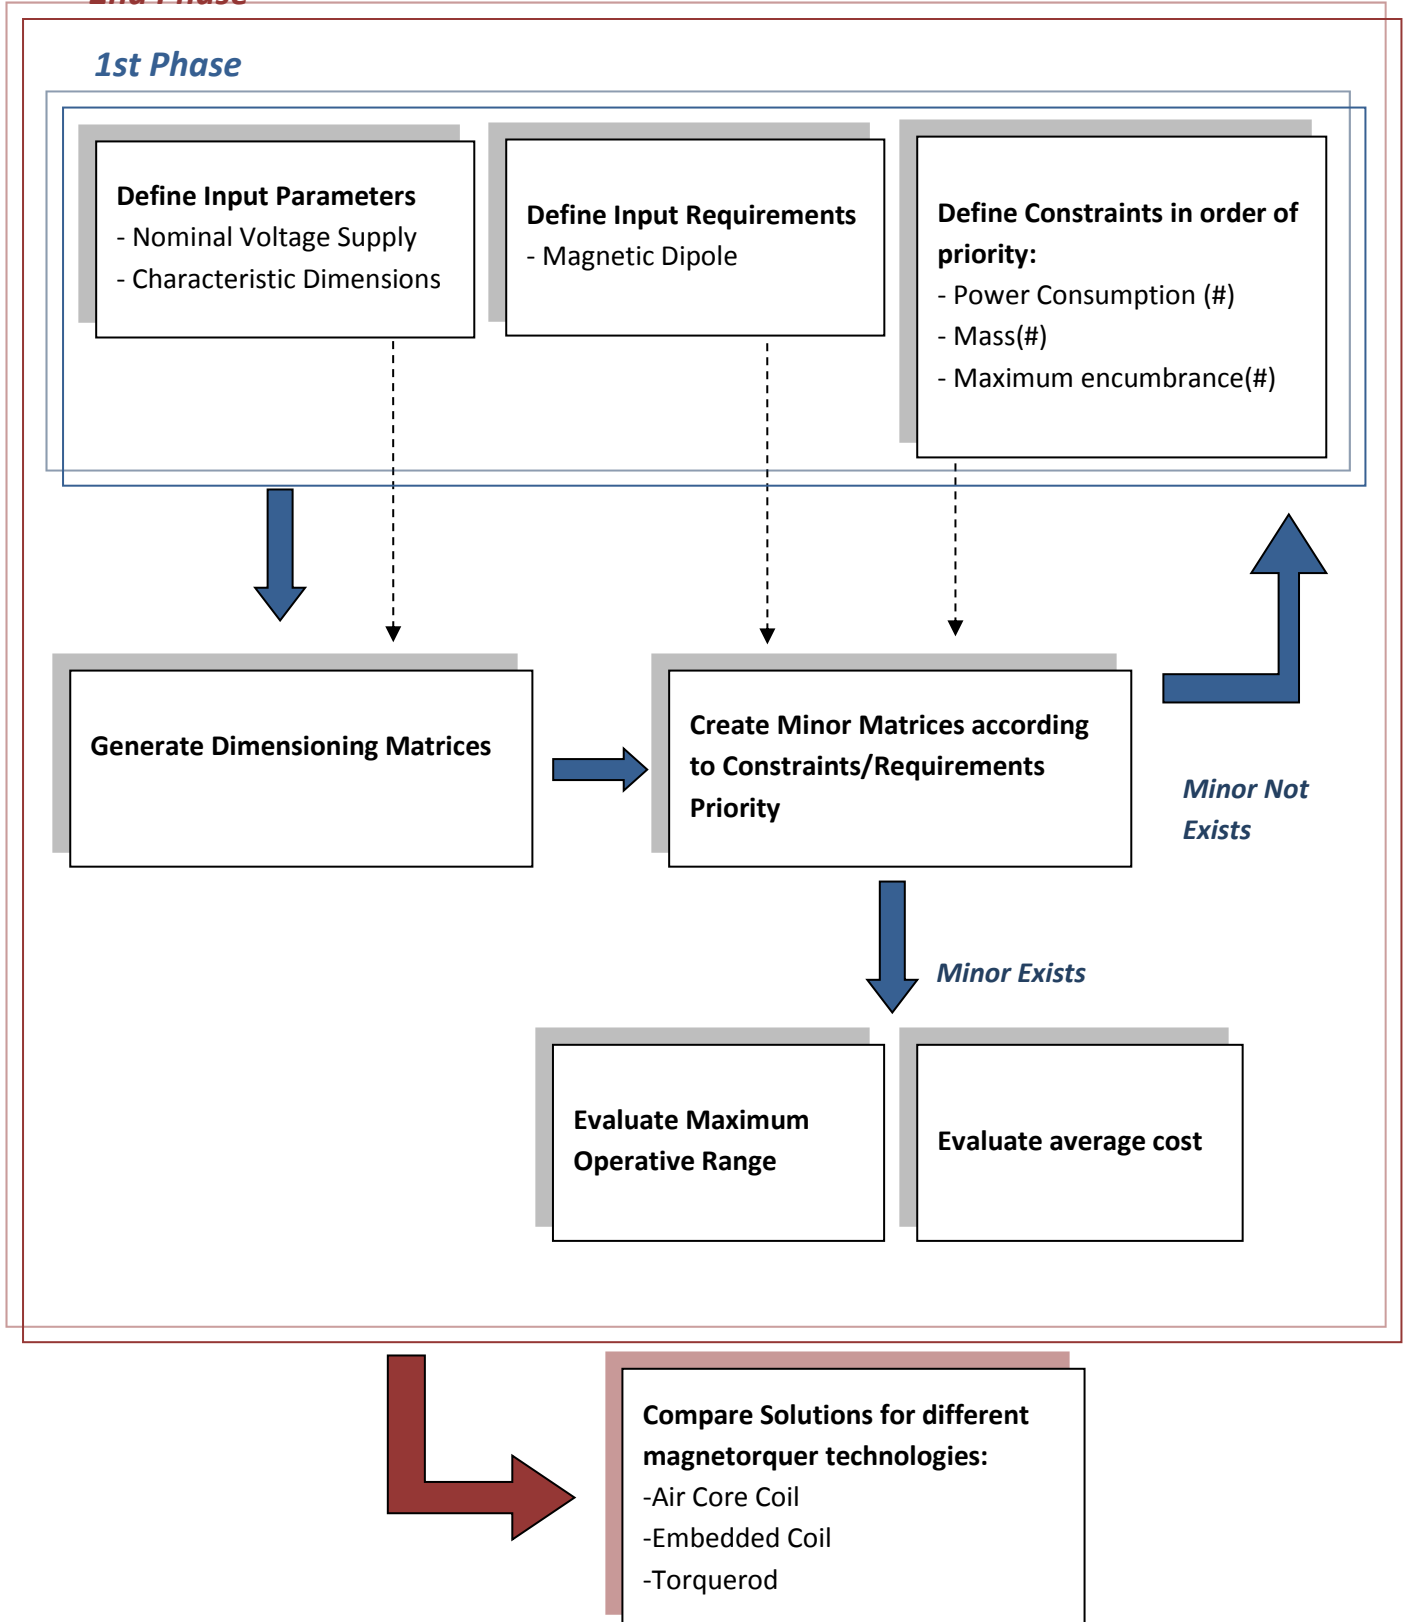 2nd Phase
1st Phase
Define Input Parameters
- Nominal Voltage Supply
- Characteristic Dimensions
Define Input Requirements
- Magnetic Dipole
Define Constraints in order of
priority:
- Power Consumption (#)
- Mass(#)
- Maximum encumbrance(#)
Generate Dimensioning Matrices
Create Minor Matrices according
to Constraints/Requirements
Priority
Minor Not
Exists
Minor Exists
Evaluate Maximum
Operative Range
Evaluate average cost
Compare Solutions for different
magnetorquer technologies:
-Air Core Coil
-Embedded Coil
-Torquerod